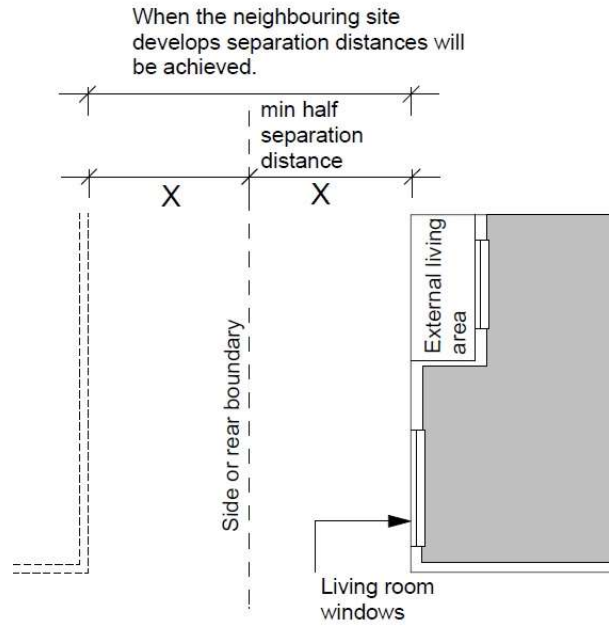 When the neighbouring site
develops separation distances will
be achieved.
min half
separation
distance
X
X
External living
area
Side or rear boundary
Living room
windows